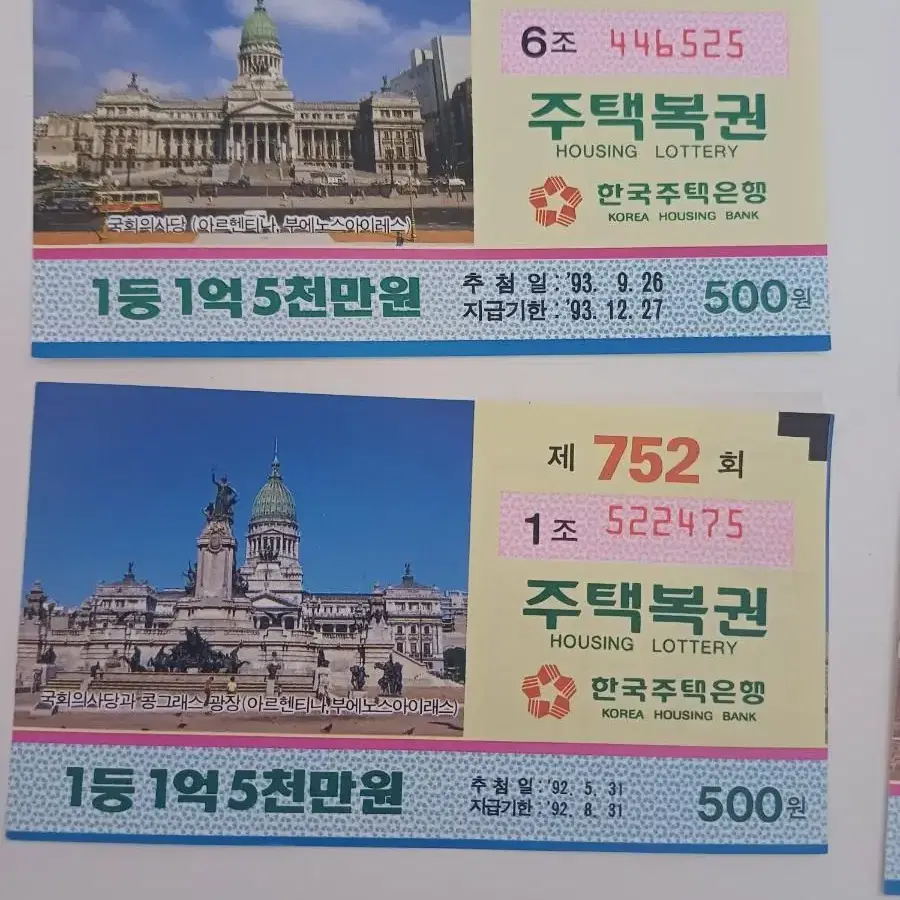 6조 446525
주택복권
HOUSING LOTTERY
한국주택은행
KOREA HOUSING BANK
국회의사당 (아르헨티나, 부에노스아이레스)
1등 1억 5천만원
추 첨 일 : '93. 9. 26
지급기한 : '93. 12. 27
500원
제 752 회
1조 522475
주택복권
HOUSING LOTTERY
한국주택은행
KOREA HOUSING BANK
국회의사당과 콩그래스 광장(아르헨티나,부에노스아이래스)
1등 1억 5천만원
추 첨 일 : '92. 5. 31
지급기한 : '92. 8. 31
500원